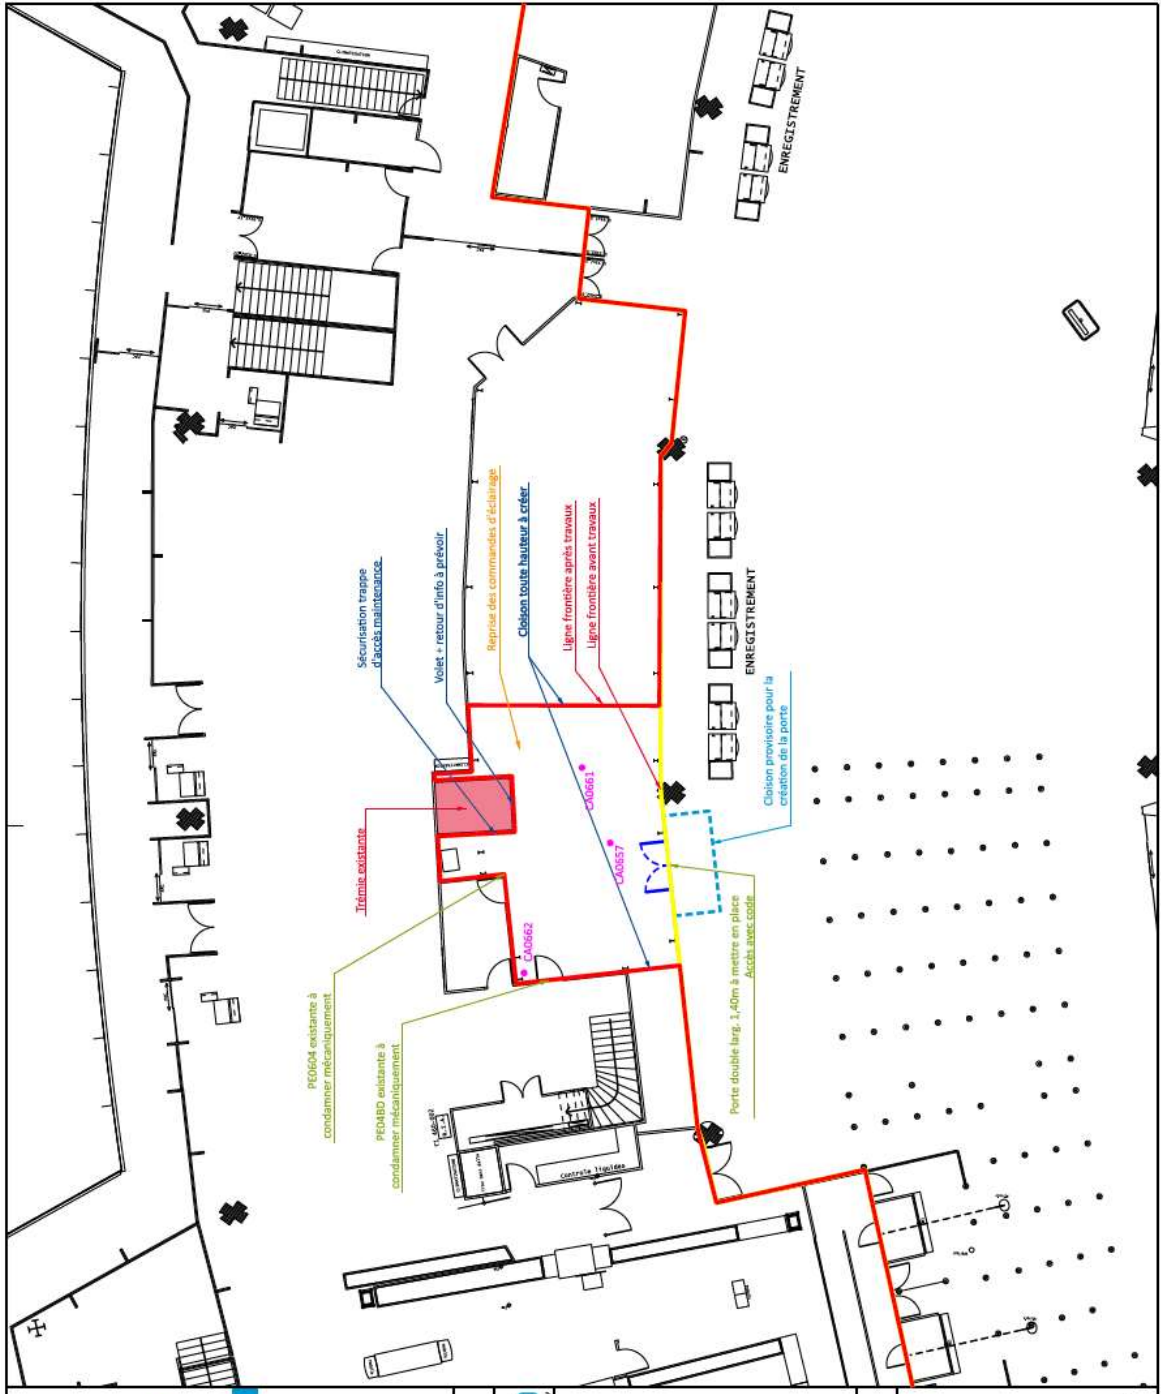 CLIMATISATION
ENREGISTREMENT
Sécurisation trappe
d'accès maintenance
Volet + retour d'info à prévoir
Reprise des commandes d'éclairage
Cloison toute hauteur à créer
Ligne frontière après travaux
Ligne frontière avant travaux
ENREGISTREMENT
Cloison provisoire pour la
création de la porte
Trémie existante
CA0661
CA0657
CA0662
PE0604 existante à
condamner mécaniquement
PE04BD existante à
condamner mécaniquement
Porte double larg. 1,40m à mettre en place
Accès avec code
Contrôle liquides